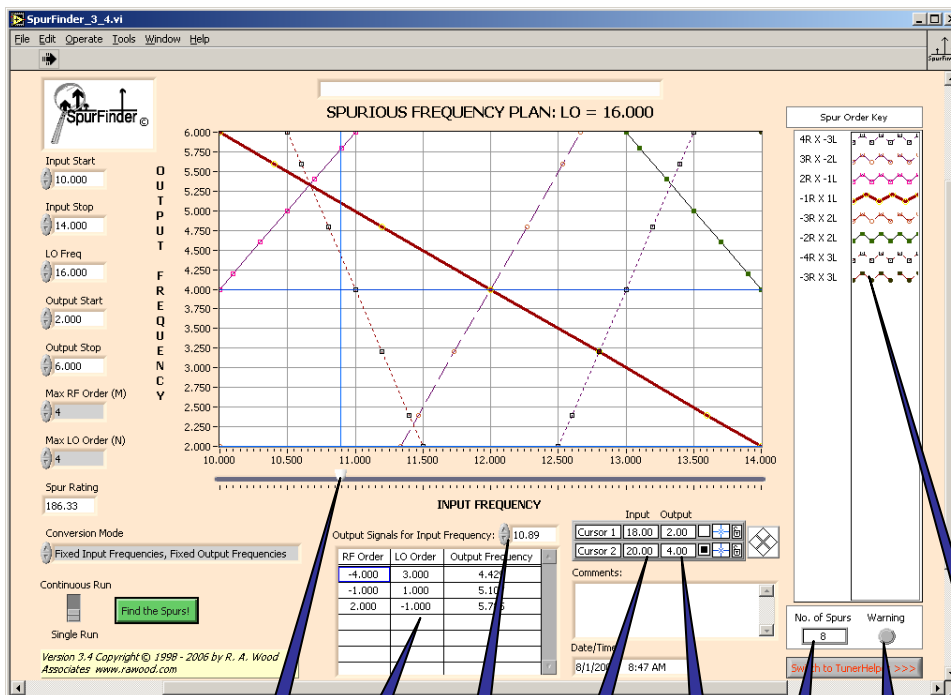 SpurFinder_3_4.vi
File Edit Operate Tools Window Help
SpurFinder ©
SPURIOUS FREQUENCY PLAN: LO = 16.000
Input Start
10.000
Input Stop
14.000
LO Freq
16.000
Output Start
2.000
Output Stop
6.000
Max RF Order (M)
4
Max LO Order (N)
4
Spur Rating
186.33
Conversion Mode
Fixed Input Frequencies, Fixed Output Frequencies
Continuous Run
Single Run
Find the Spurs!
Version 3.4 Copyright © 1998 - 2006 by R. A. Wood
Associates www.rawood.com
OUTPUT FREQUENCY
6.000
5.750
5.500
5.250
5.000
4.750
4.500
4.250
4.000
3.750
3.500
3.250
3.000
2.750
2.500
2.250
2.000
10.000 10.500 11.000 11.500 12.000 12.500 13.000 13.500 14.000
INPUT FREQUENCY
Output Signals for Input Frequency: 10.89
RF Order LO Order Output Frequency
-4.000 3.000
-1.000 1.000
2.000 -1.000
Input Output
Cursor 1 18.00 2.00
Cursor 2 20.00 4.00
Comments:
Date/Time
8:47 AM
Spur Order Key
4R X -3L
3R X -2L
2R X -1L
-1R X 1L
-3R X 2L
-2R X 2L
-4R X 3L
-3R X 3L
No. of Spurs Warning
8
Switch to TunerHelper >>>